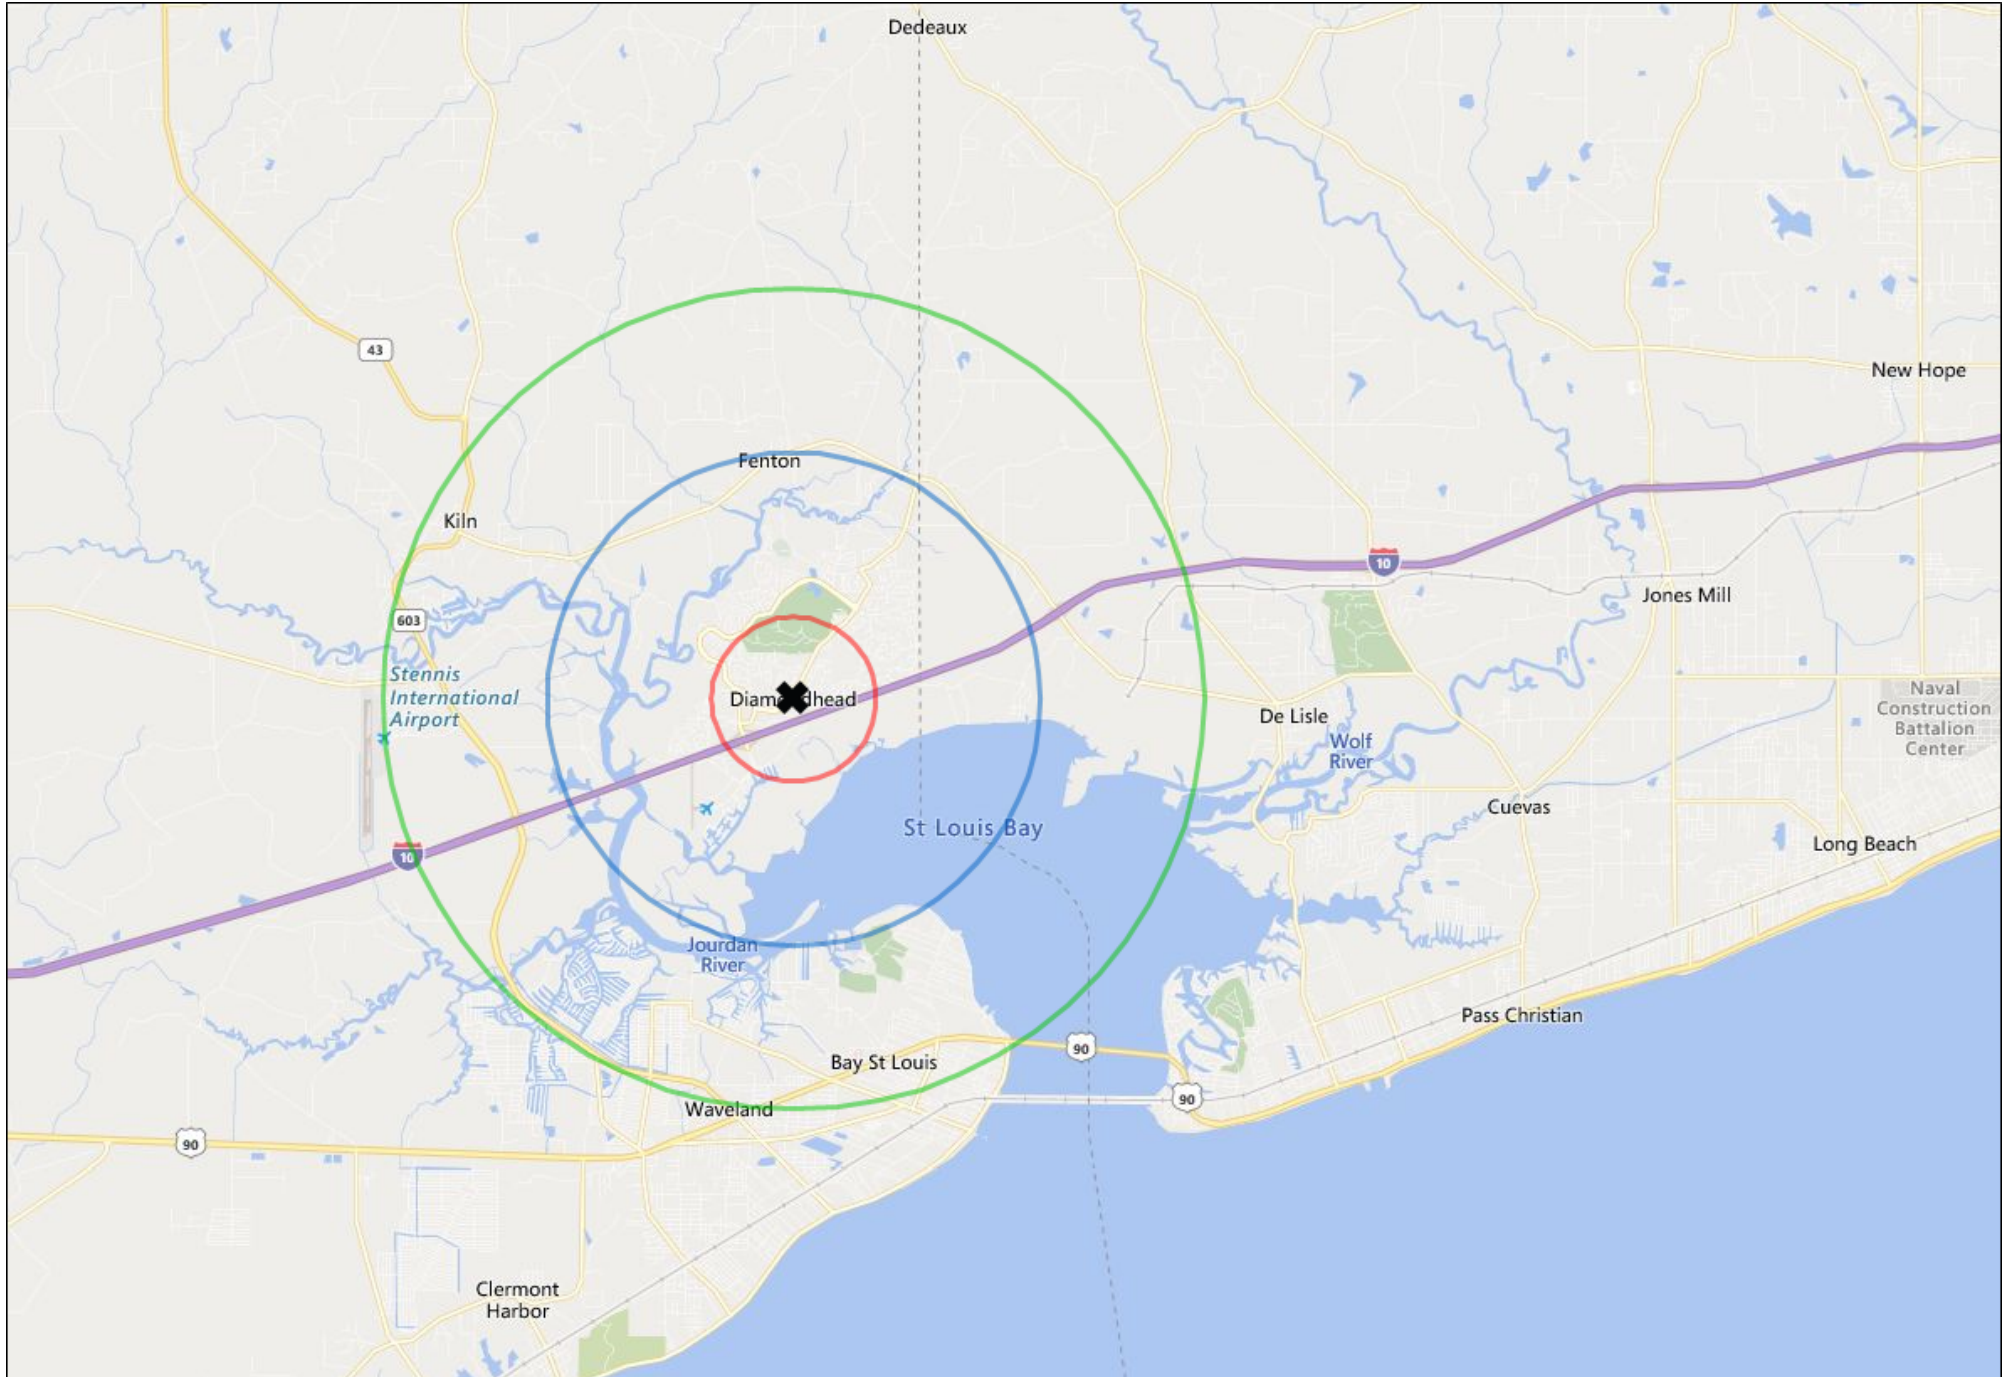 Dedeaux
43
New Hope
Fenton
Kiln
10
Jones Mill
603
Stennis
International
Airport
Diamondhead
De Lisle
Naval
Construction
Battalion
Center
Wolf
River
Cuevas
St Louis Bay
Long Beach
10
Jourdan
River
Pass Christian
90
Bay St Louis
90
Waveland
90
Clermont
Harbor